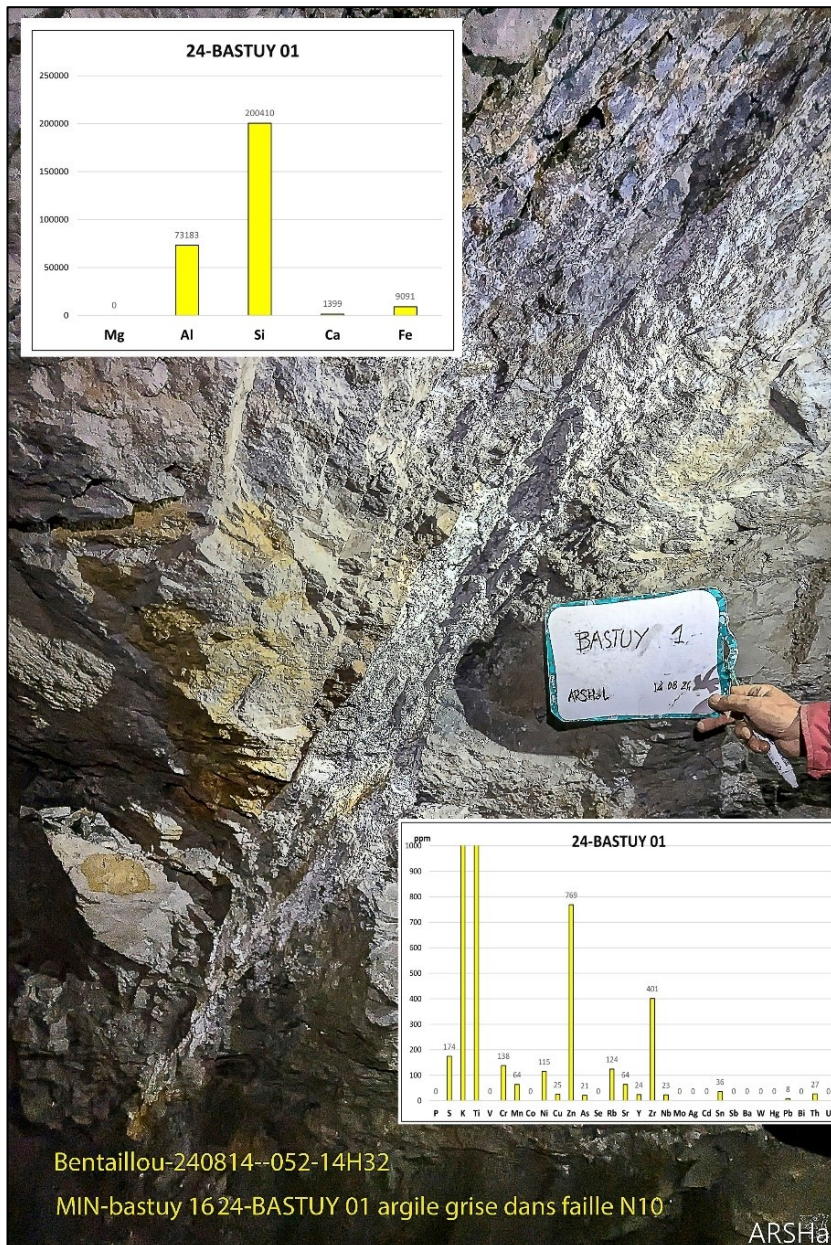 24-BASTUY 01
250000
200000
150000
100000
50000
0
0
73183
200410
1399
9091
Mg Al Si Ca Fe
BASTUY 1
ARSHaL 14 08 24
ppm
24-BASTUY 01
1000
900
800
700
600
500
400
300
200
100
0
0 174 0 138 64 0 115 25 769 21 0 124 64 24 401 23 0 0 0 36 0 0 0 0 8 0 27 0
P S K Ti V Cr Mn Co Ni Cu Zn As Se Rb Sr Y Zr Nb Mo Ag Cd Sn Sb Ba W Hg Pb Bi Th U
Bentaillou-240814--052-14H32
MIN-bastuy 1624-BASTUY 01 argile grise dans faille N10
ARSHa